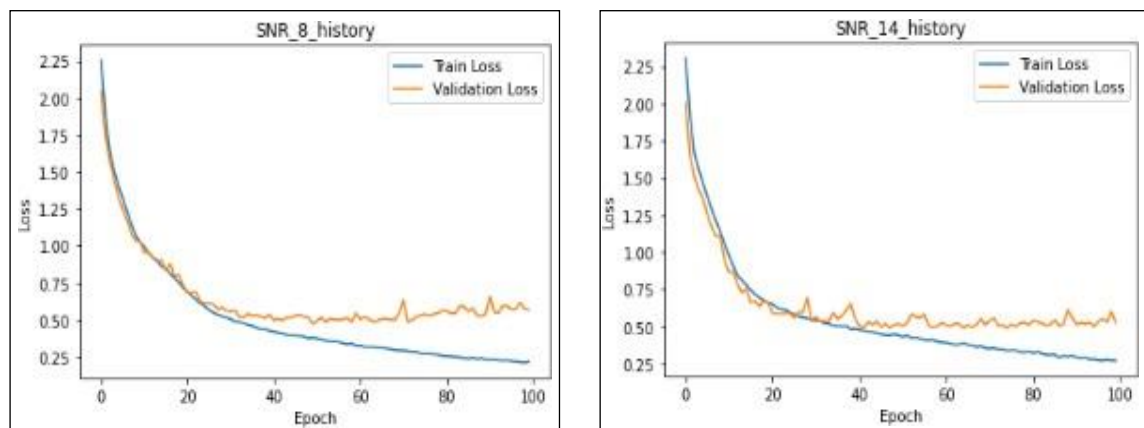 SNR_8_history
2.25
2.00
1.75
1.50
1.25
1.00
0.75
0.50
0.25
Loss
Train Loss
Validation Loss
0 20 40 60 80 100
Epoch
SNR_14_history
2.25
2.00
1.75
1.50
1.25
1.00
0.75
0.50
0.25
Loss
Train Loss
Validation Loss
0 20 40 60 80 100
Epoch